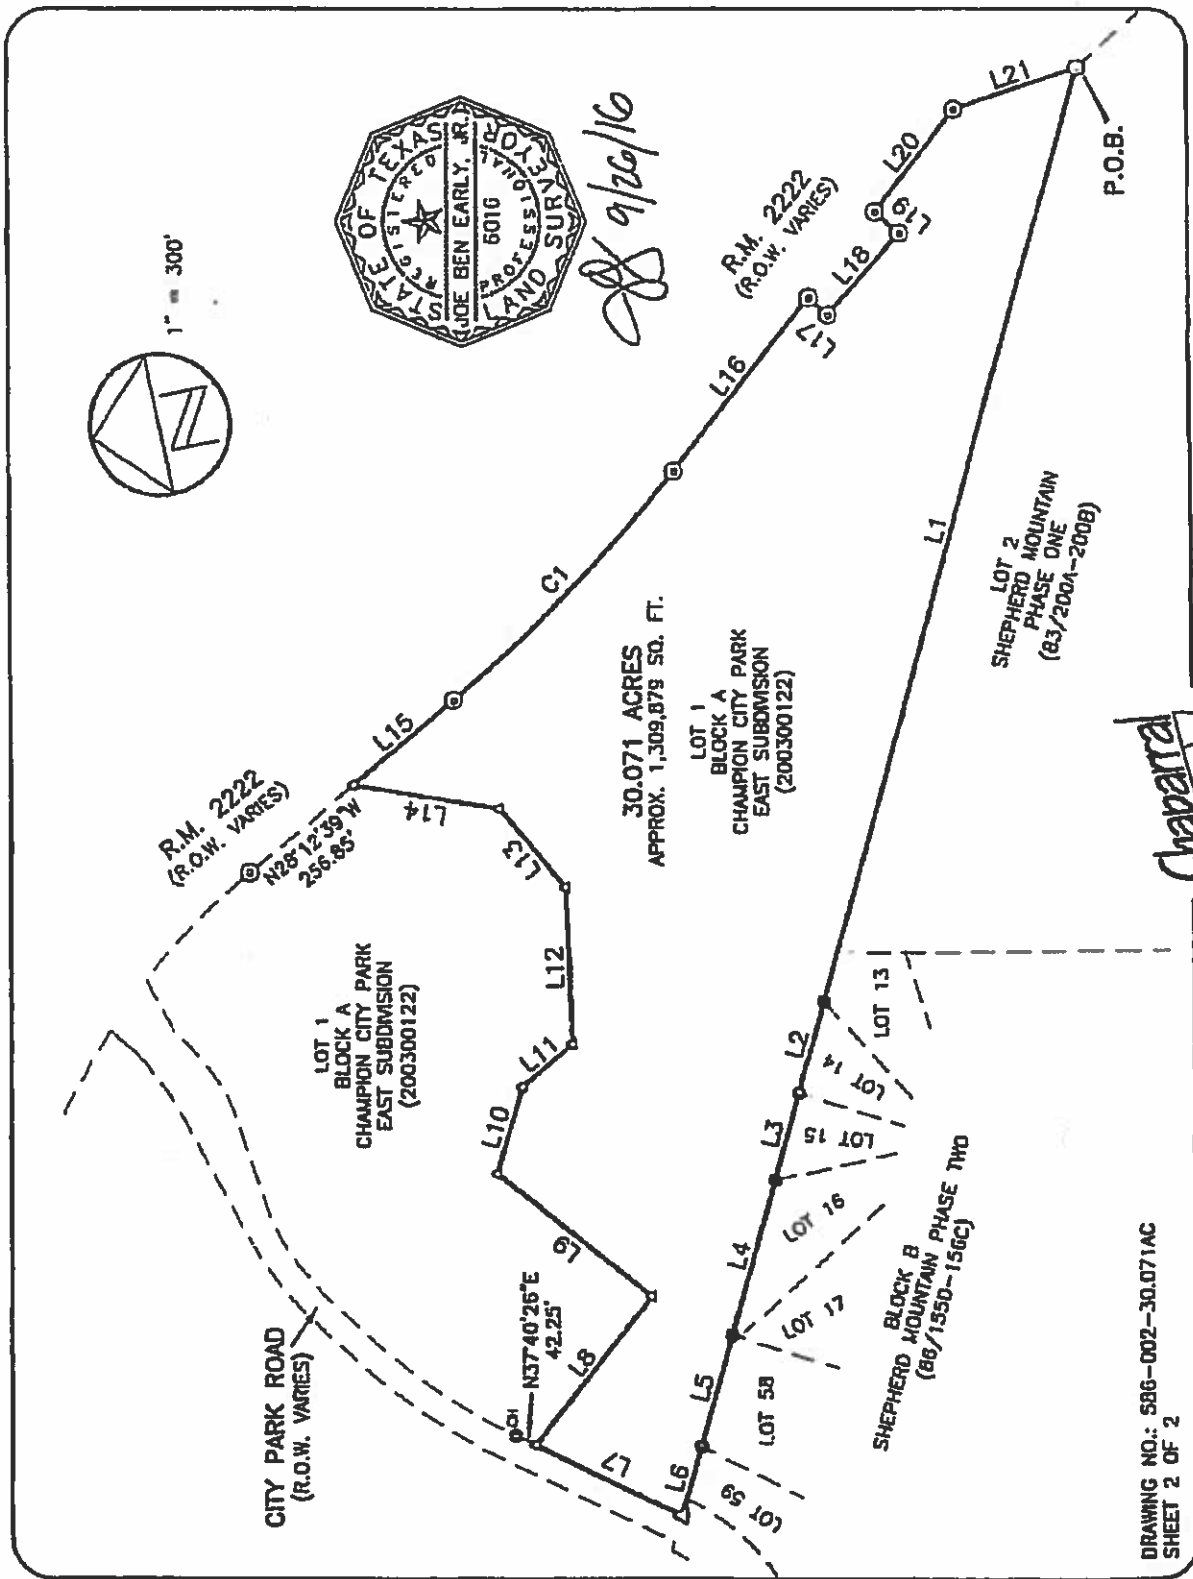 1" = 300'
STATE OF TEXAS
REGISTERED
JOE BEN EARLY, JR.
6016
PROFESSIONAL
LAND SURVEYOR
9/26/16
R.M. 2222
(R.O.W. VARIES)
N28°12'39"W
256.85'
R.M. 2222
(R.O.W. VARIES)
CITY PARK ROAD
(R.O.W. VARIES)
LOT 1
BLOCK A
CHAMPION CITY PARK
EAST SUBDIVISION
(200300122)
N37°40'26"E
42.25'
CH
L7
L8
L9
L10
L11
L12
L13
L14
L15
C1
L16
L17
L18
L19
L20
L21
P.O.B.
30.071 ACRES
APPROX. 1,309,879 SQ. FT.
LOT 1
BLOCK A
CHAMPION CITY PARK
EAST SUBDIVISION
(200300122)
L6
L5
L4
L3
L2
L1
LOT 59
LOT 58
LOT 17
LOT 16
LOT 15
LOT 14
LOT 13
LOT 2
SHEPHERD MOUNTAIN
PHASE ONE
(83/200A-200B)
BLOCK B
SHEPHERD MOUNTAIN PHASE TWO
(86/155D-156C)
Chaparral
DRAWING NO.: 586-002-30.071AC
SHEET 2 OF 2